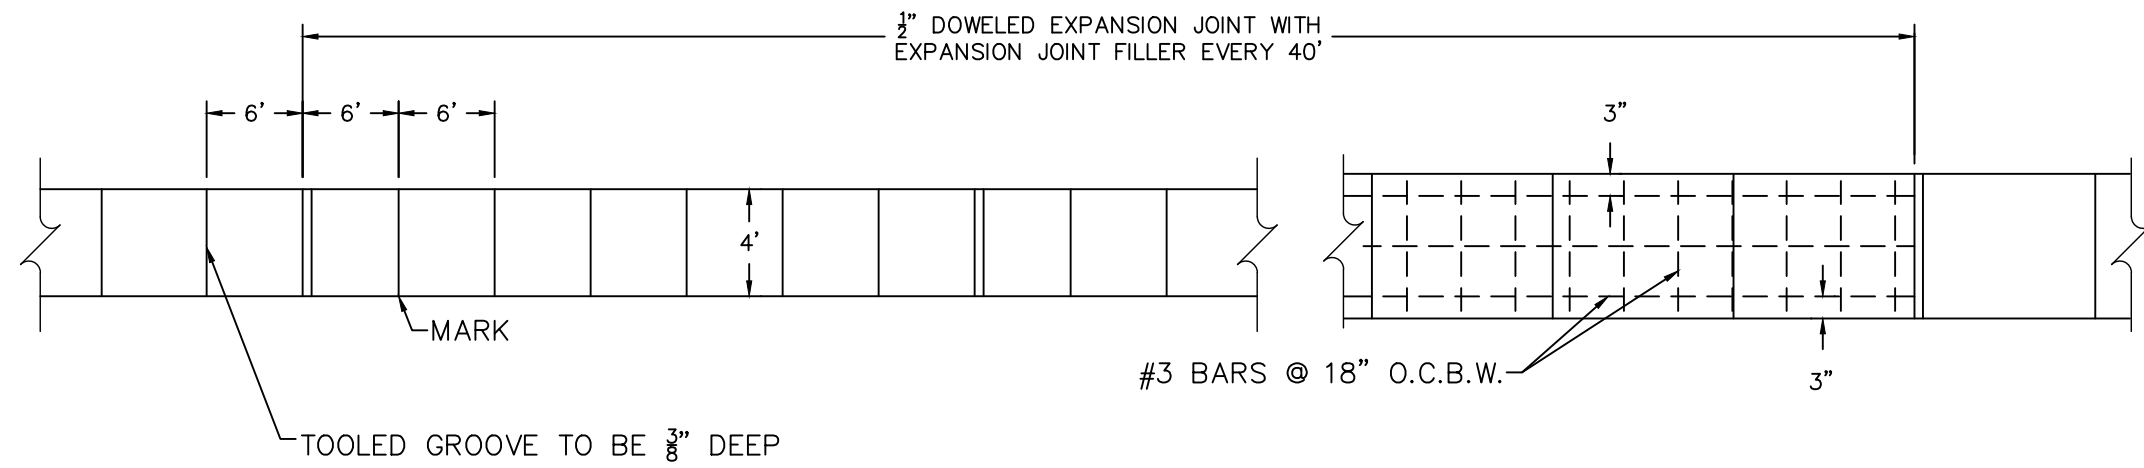 ½” DOWELED EXPANSION JOINT WITH
EXPANSION JOINT FILLER EVERY 40’
6’
6’
6’
3”
4’
MARK
#3 BARS @ 18” O.C.B.W.
3”
TOOLED GROOVE TO BE ⅜” DEEP